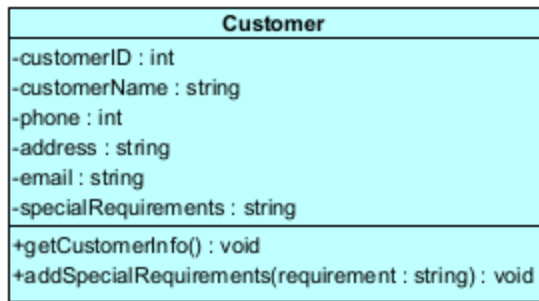 Customer
-customerID : int
-customerName : string
-phone : int
-address : string
-email : string
-specialRequirements : string
+getCustomerInfo() : void
+addSpecialRequirements(requirement : string) : void